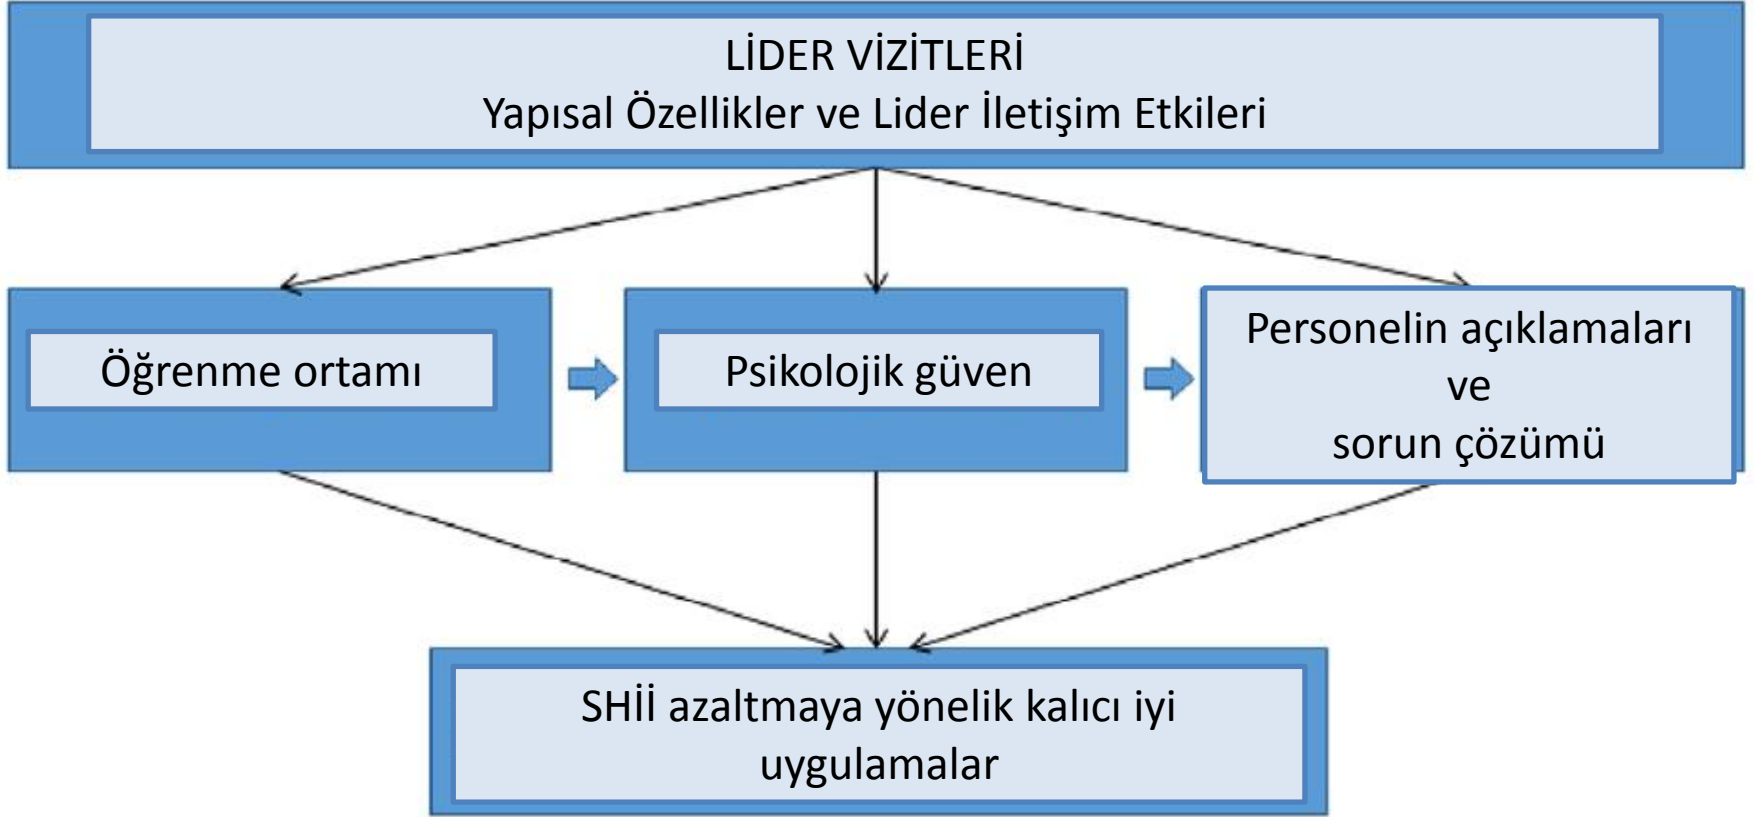 LİDER VİZİTLERİ
Yapısal Özellikler ve Lider İletişim Etkileri
Öğrenme ortamı
Psikolojik güven
Personelin açıklamaları
ve
sorun çözümü
SHİİ azaltmaya yönelik kalıcı iyi
uygulamalar